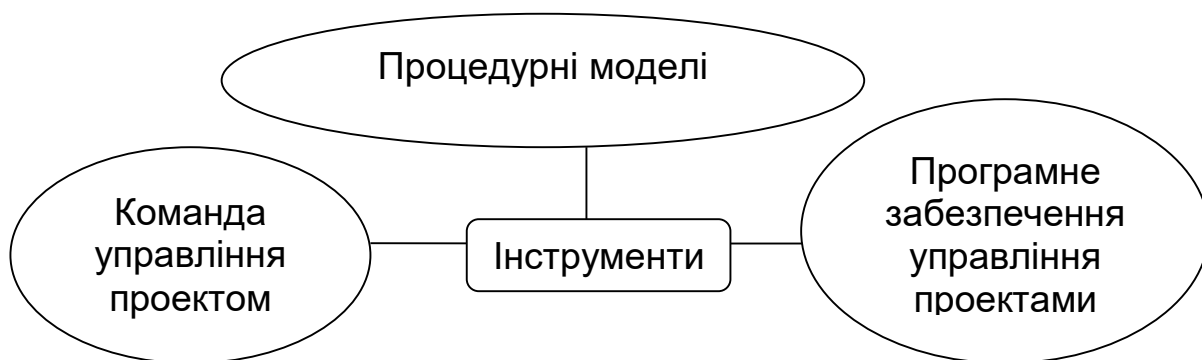 Процедурні моделі
Команда
управління
проектом
Інструменти
Програмне
забезпечення
управління
проектами